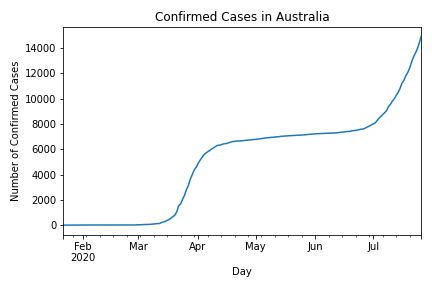 Confirmed Cases in Australia
Number of Confirmed Cases
14000
12000
10000
8000
6000
4000
2000
0
Feb Mar Apr May Jun Jul
2020
Day